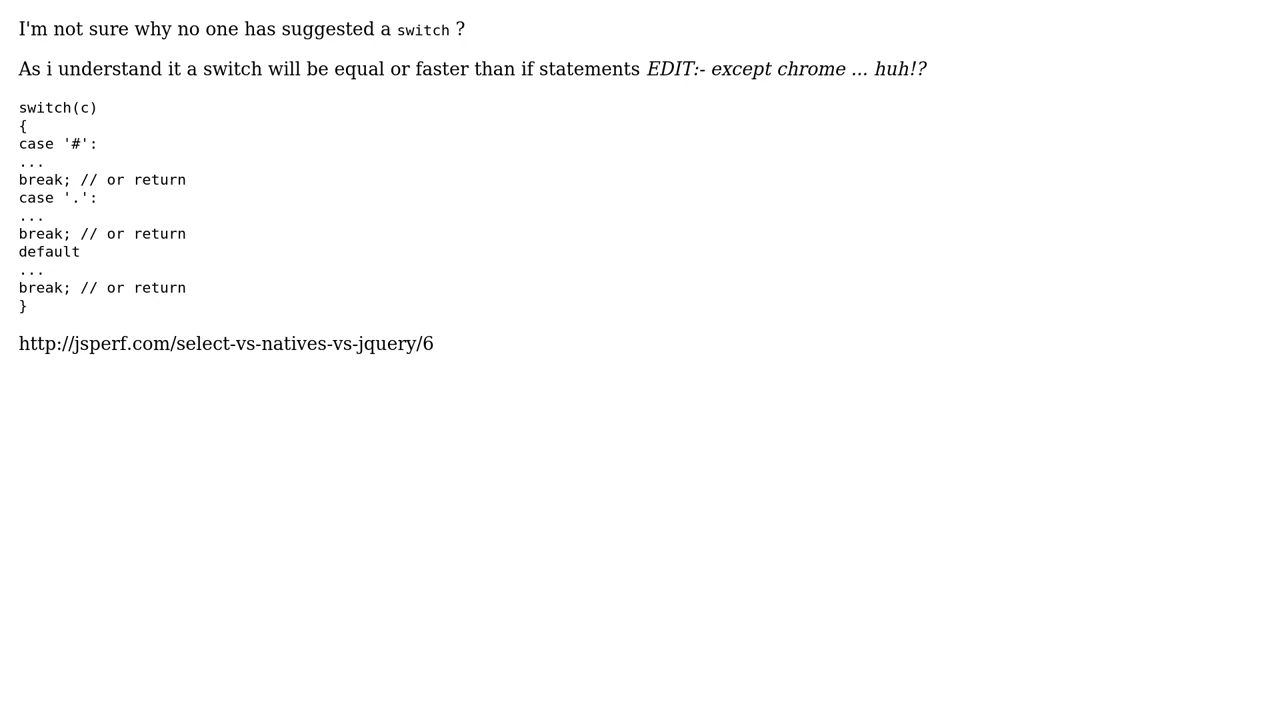 I'm not sure why no one has suggested a switch ?
As i understand it a switch will be equal or faster than if statements EDIT:- except chrome ... huh!?
switch(c)
{
case '#':
...
break; // or return
case '.':
...
break; // or return
default
...
break; // or return
}
http://jsperf.com/select-vs-natives-vs-jquery/6